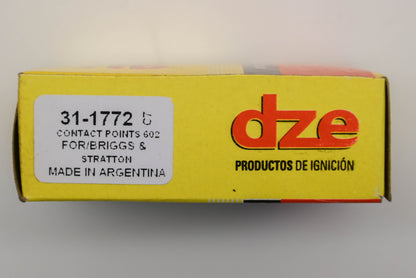 31-1772
CONTACT POINTS 602
FOR/BRIGGS &
STRATTON
MADE IN ARGENTINA
dze
PRODUCTOS DE IGNICIÓN